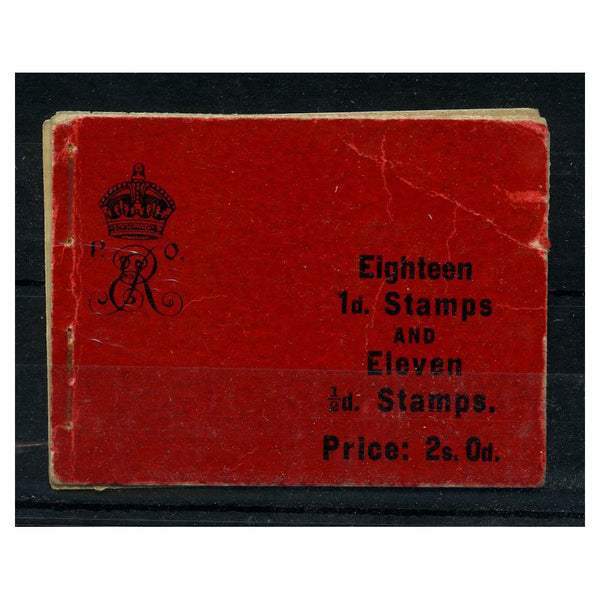 P. O.
ER
Eighteen
1d. Stamps
AND
Eleven
½d. Stamps.
Price: 2s. 0d.